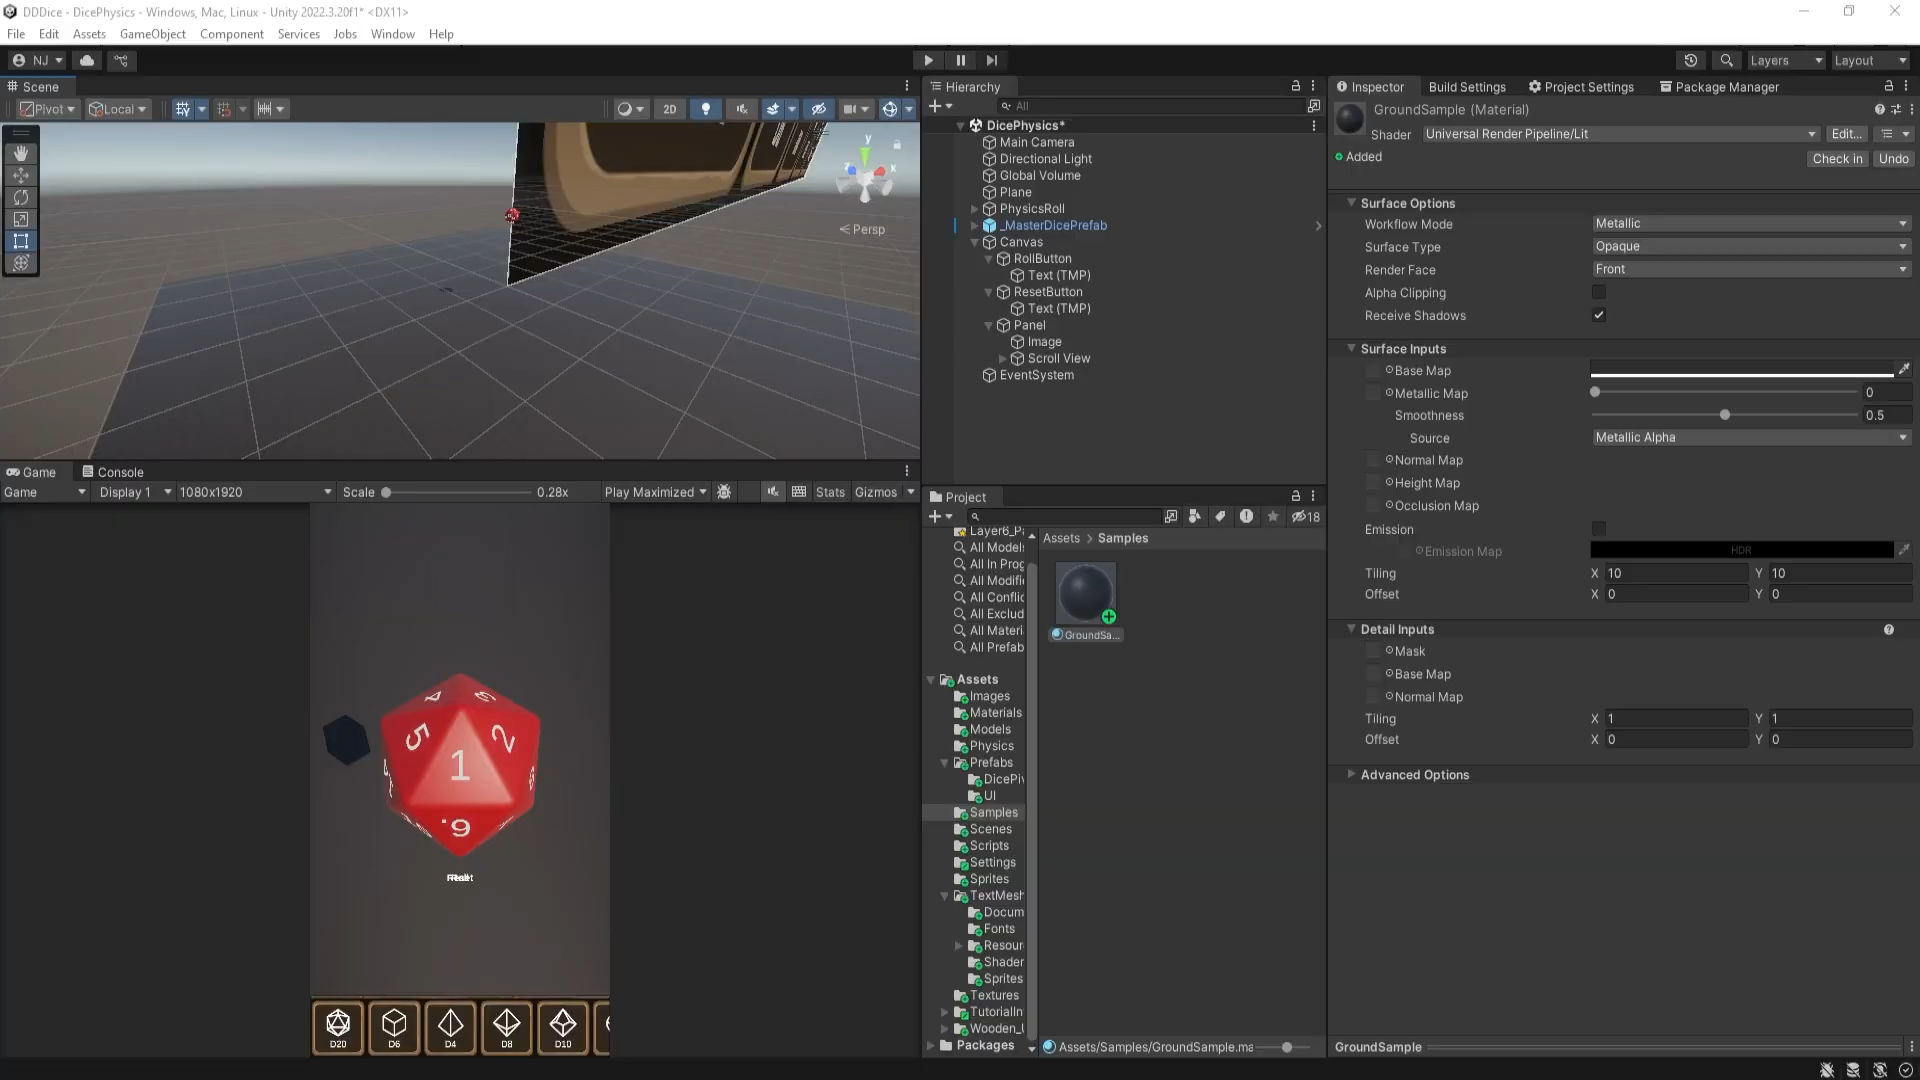 DDDice - DicePhysics - Windows, Mac, Linux - Unity 2022.3.20f1* <DX11>
File Edit Assets GameObject Component Services Jobs Window Help
NJ
Layers
Layout
Scene
Pivot
Local
2D
y
x
z
Persp
Hierarchy
All
DicePhysics*
Main Camera
Directional Light
Global Volume
Plane
PhysicsRoll
_MasterDicePrefab
Canvas
RollButton
Text (TMP)
ResetButton
Text (TMP)
Panel
Image
Scroll View
EventSystem
Inspector
Build Settings
Project Settings
Package Manager
GroundSample (Material)
Shader
Universal Render Pipeline/Lit
Edit...
Added
Check in
Undo
Surface Options
Workflow Mode Metallic
Surface Type Opaque
Render Face Front
Alpha Clipping
Receive Shadows
Surface Inputs
Base Map
Metallic Map 0
Smoothness 0.5
Source Metallic Alpha
Normal Map
Height Map
Occlusion Map
Emission
Emission Map HDR
Tiling X 10 Y 10
Offset X 0 Y 0
Detail Inputs
Mask
Base Map
Normal Map
Tiling X 1 Y 1
Offset X 0 Y 0
Advanced Options
GroundSample
Game
Console
Game Display 1 1080x1920 Scale 0.28x Play Maximized Stats Gizmos
5
2
1
6.
D20
D6
D4
D8
D10
Project
18
Layer6_P
All Models
All In Prog
All Modifi
All Conflic
All Exclud
All Materi
All Prefab
Assets
Images
Materials
Models
Physics
Prefabs
DicePi
UI
Samples
Scenes
Scripts
Settings
Sprites
TextMesh
Docum
Fonts
Resour
Shader
Sprites
Textures
TutorialIn
Wooden_
Packages
Assets > Samples
GroundSa...
Assets/Samples/GroundSample.ma